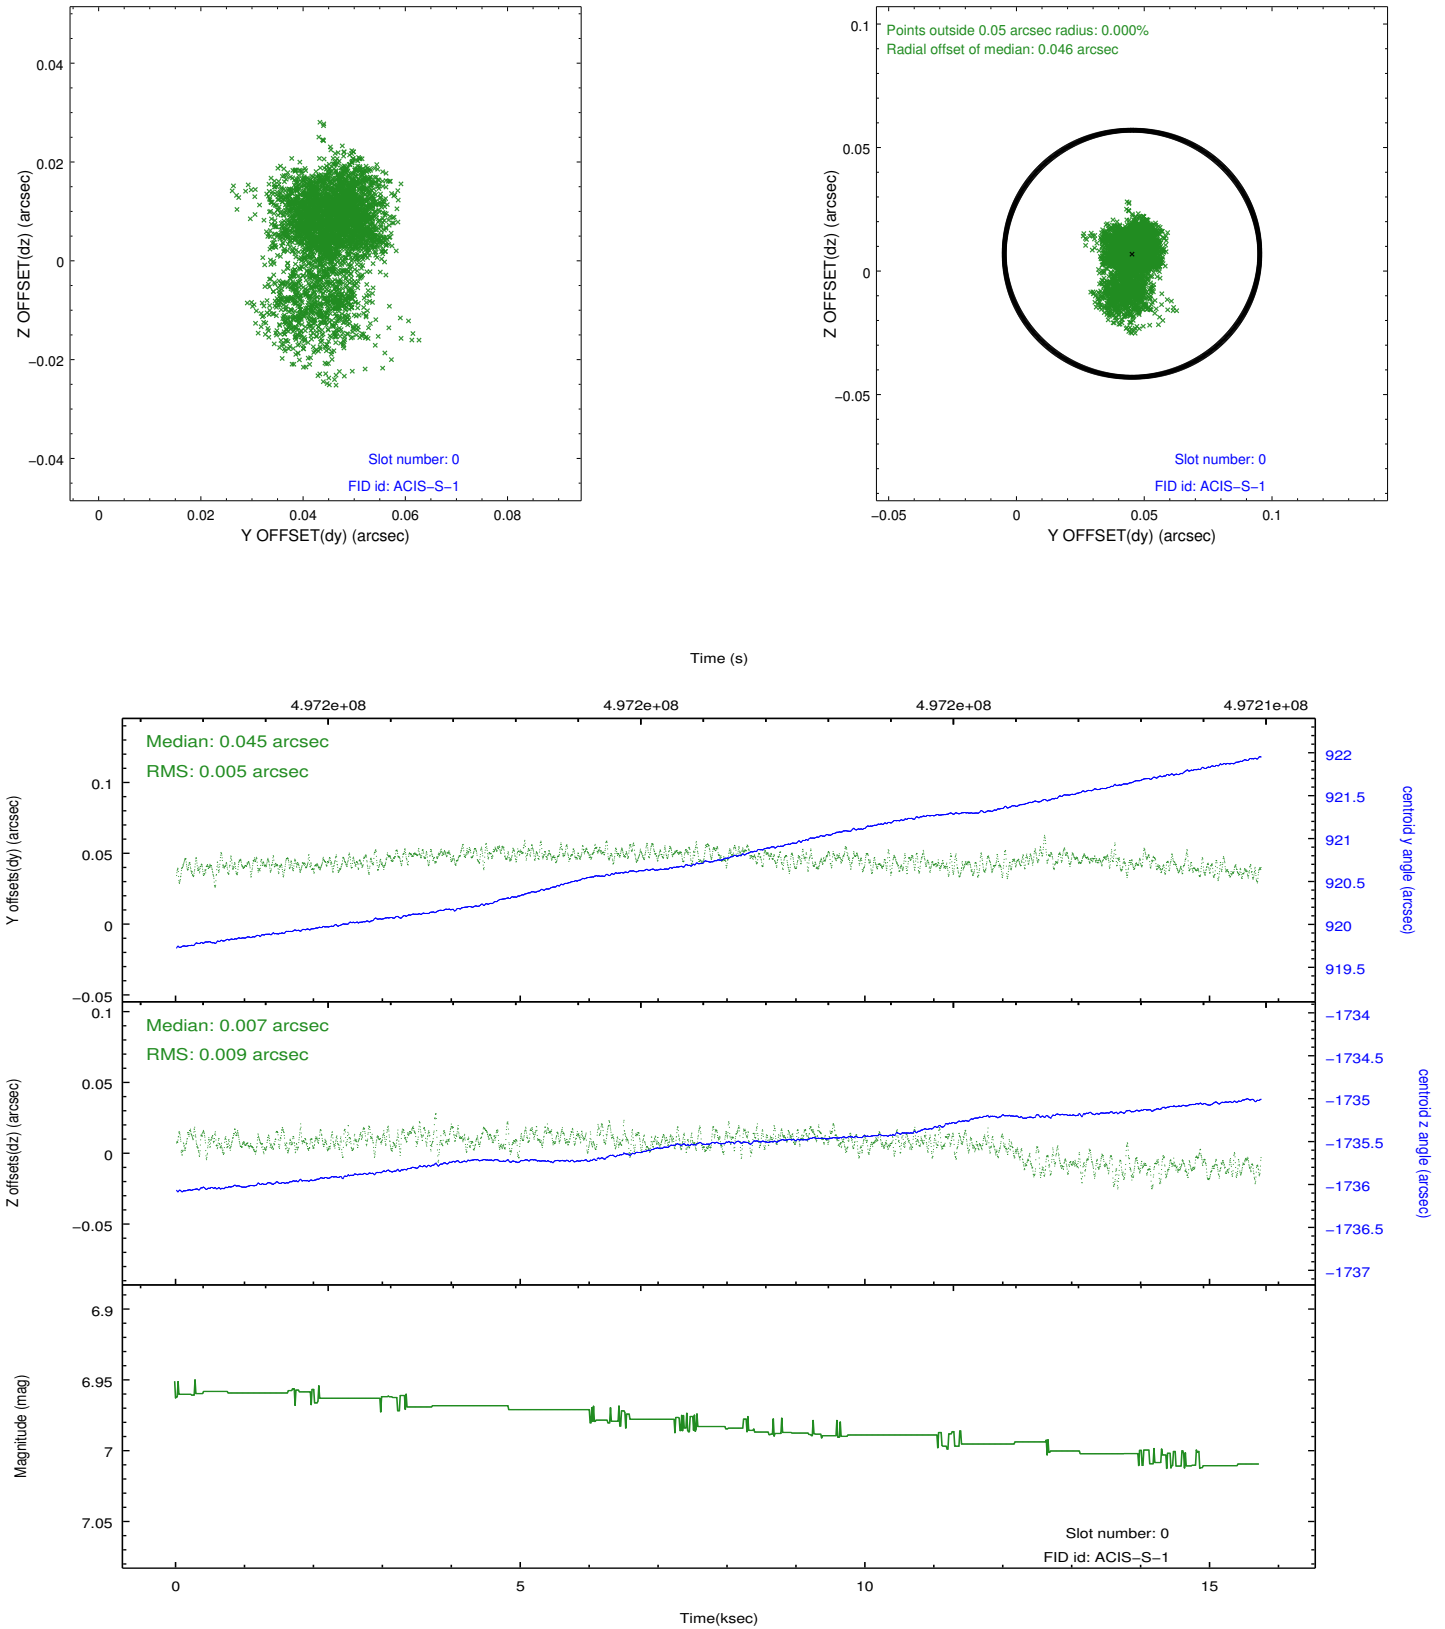 0.04
0.02
0
−0.02
−0.04
Z OFFSET(dz) (arcsec)
Slot number: 0
FID id: ACIS−S−1
0 0.02 0.04 0.06 0.08
Y OFFSET(dy) (arcsec)
Points outside 0.05 arcsec radius: 0.000%
Radial offset of median: 0.046 arcsec
0.1
0.05
0
−0.05
Z OFFSET(dz) (arcsec)
Slot number: 0
FID id: ACIS−S−1
−0.05 0 0.05 0.1
Y OFFSET(dy) (arcsec)
Time (s)
4.972e+08 4.972e+08 4.972e+08 4.9721e+08
Median: 0.045 arcsec
RMS: 0.005 arcsec
0.1
0.05
0
−0.05
Y offsets(dy) (arcsec)
922
921.5
921
920.5
920
919.5
centroid y angle (arcsec)
Median: 0.007 arcsec
RMS: 0.009 arcsec
0.1
0.05
0
−0.05
Z offsets(dz) (arcsec)
−1734
−1734.5
−1735
−1735.5
−1736
−1736.5
−1737
centroid z angle (arcsec)
6.9
6.95
7
7.05
Magnitude (mag)
Slot number: 0
FID id: ACIS−S−1
0 5 10 15
Time(ksec)